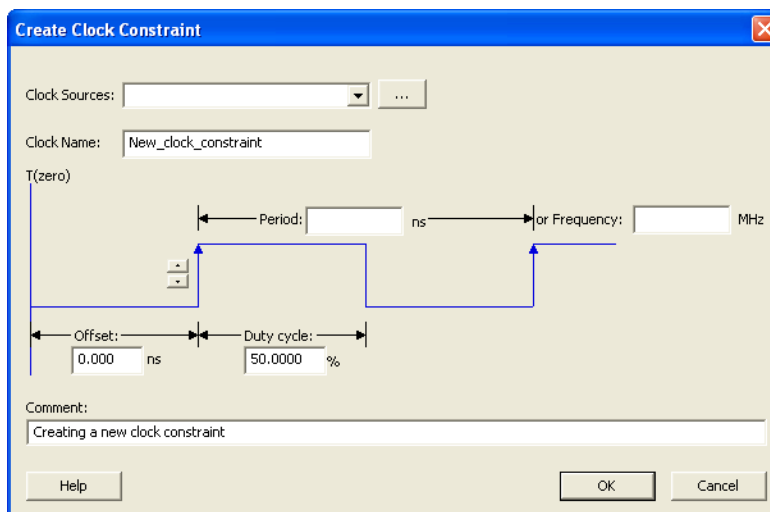 Create Clock Constraint
Clock Sources: ...
Clock Name: New_clock_constraint
T(zero)
Period: ns or Frequency: MHz
Offset: Duty cycle:
0.000 ns 50.0000 %
Comment:
Creating a new clock constraint
Help OK Cancel